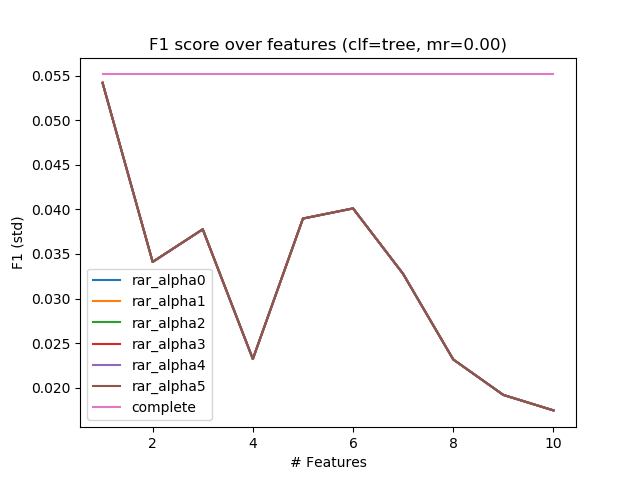 F1 score over features (clf=tree, mr=0.00)
0.055
0.050
0.045
0.040
0.035
0.030
0.025
0.020
F1 (std)
rar_alpha0
rar_alpha1
rar_alpha2
rar_alpha3
rar_alpha4
rar_alpha5
complete
2 4 6 8 10
# Features